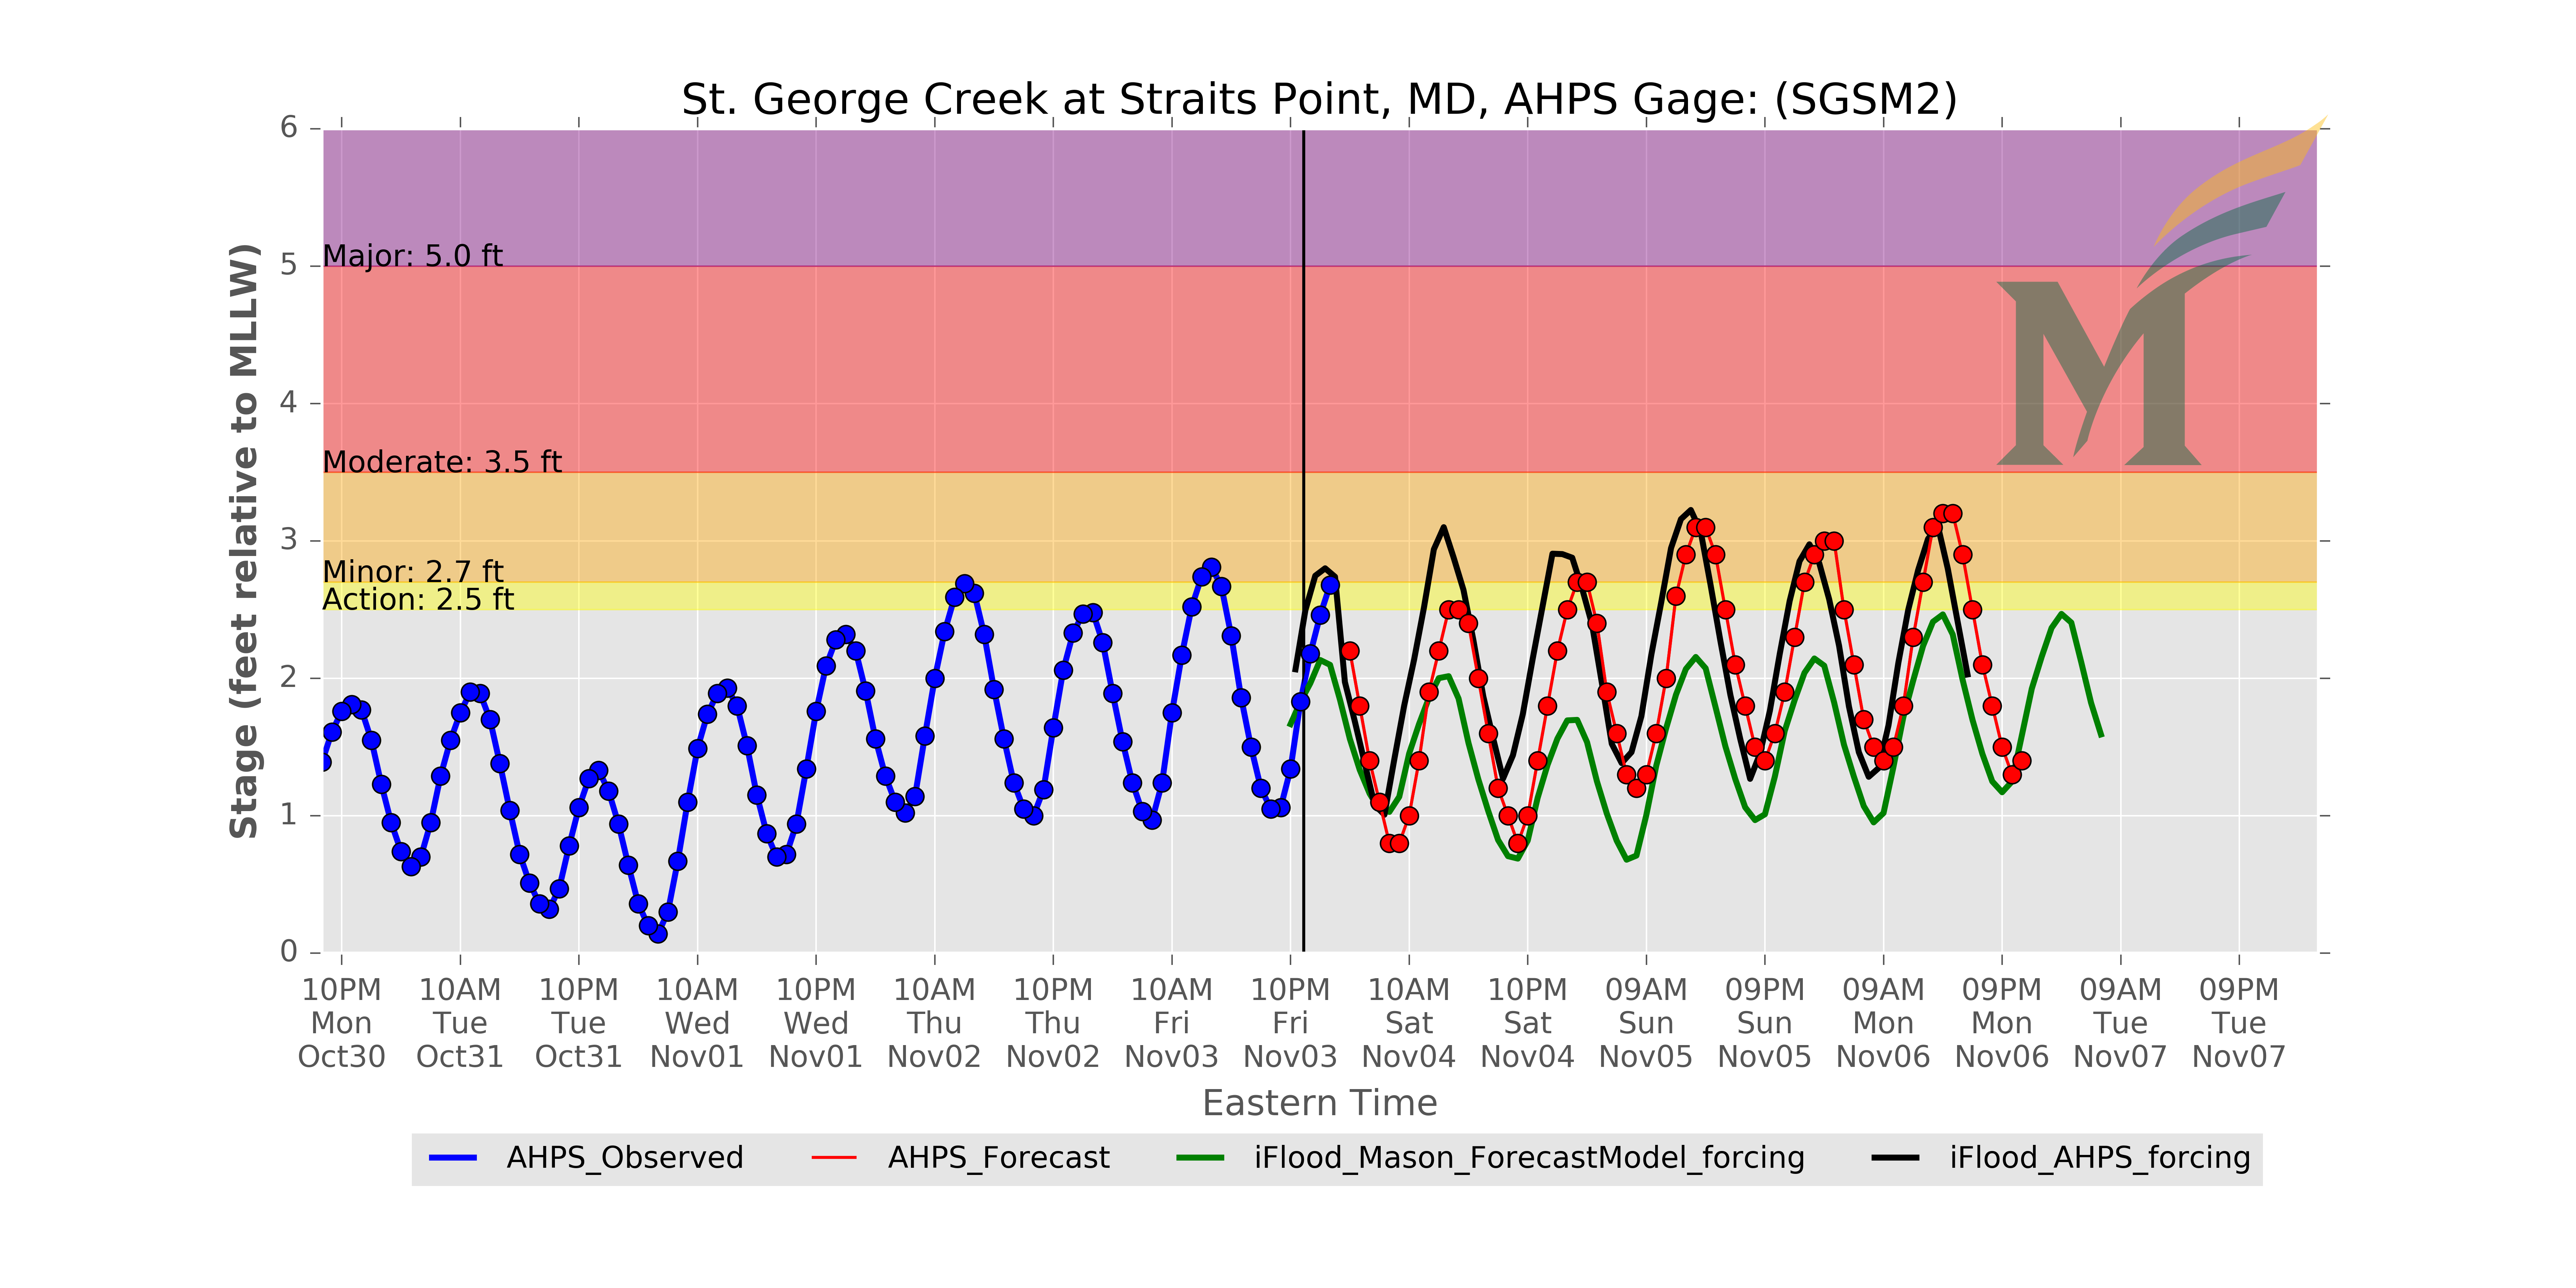 St. George Creek at Straits Point, MD, AHPS Gage: (SGSM2)
Stage (feet relative to MLLW)
6
5
4
3
2
1
0
Major: 5.0 ft
Moderate: 3.5 ft
Minor: 2.7 ft
Action: 2.5 ft
M
10PM 10AM 10PM 10AM 10PM 10AM 10PM 10AM 10PM 10AM 10PM 09AM 09PM 09AM 09PM 09AM 09PM
Mon Tue Tue Wed Wed Thu Thu Fri Fri Sat Sat Sun Sun Mon Mon Tue Tue
Oct30 Oct31 Oct31 Nov01 Nov01 Nov02 Nov02 Nov03 Nov03 Nov04 Nov04 Nov05 Nov05 Nov06 Nov06 Nov07 Nov07
Eastern Time
AHPS_Observed AHPS_Forecast iFlood_Mason_ForecastModel_forcing iFlood_AHPS_forcing